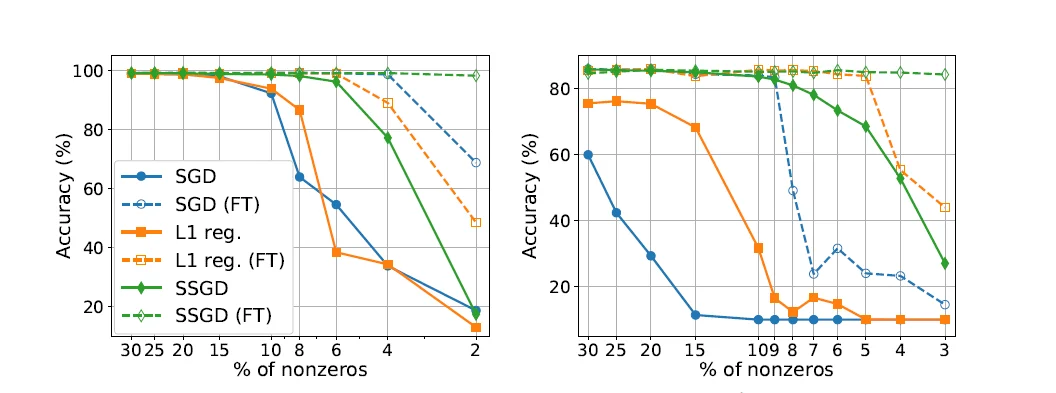 100
80
60
40
20
Accuracy (%)
SGD
SGD (FT)
L1 reg.
L1 reg. (FT)
SSGD
SSGD (FT)
30 25 20 15 10 8 6 4 2
% of nonzeros
80
60
40
20
Accuracy (%)
30 25 20 15 10 9 8 7 6 5 4 3
% of nonzeros